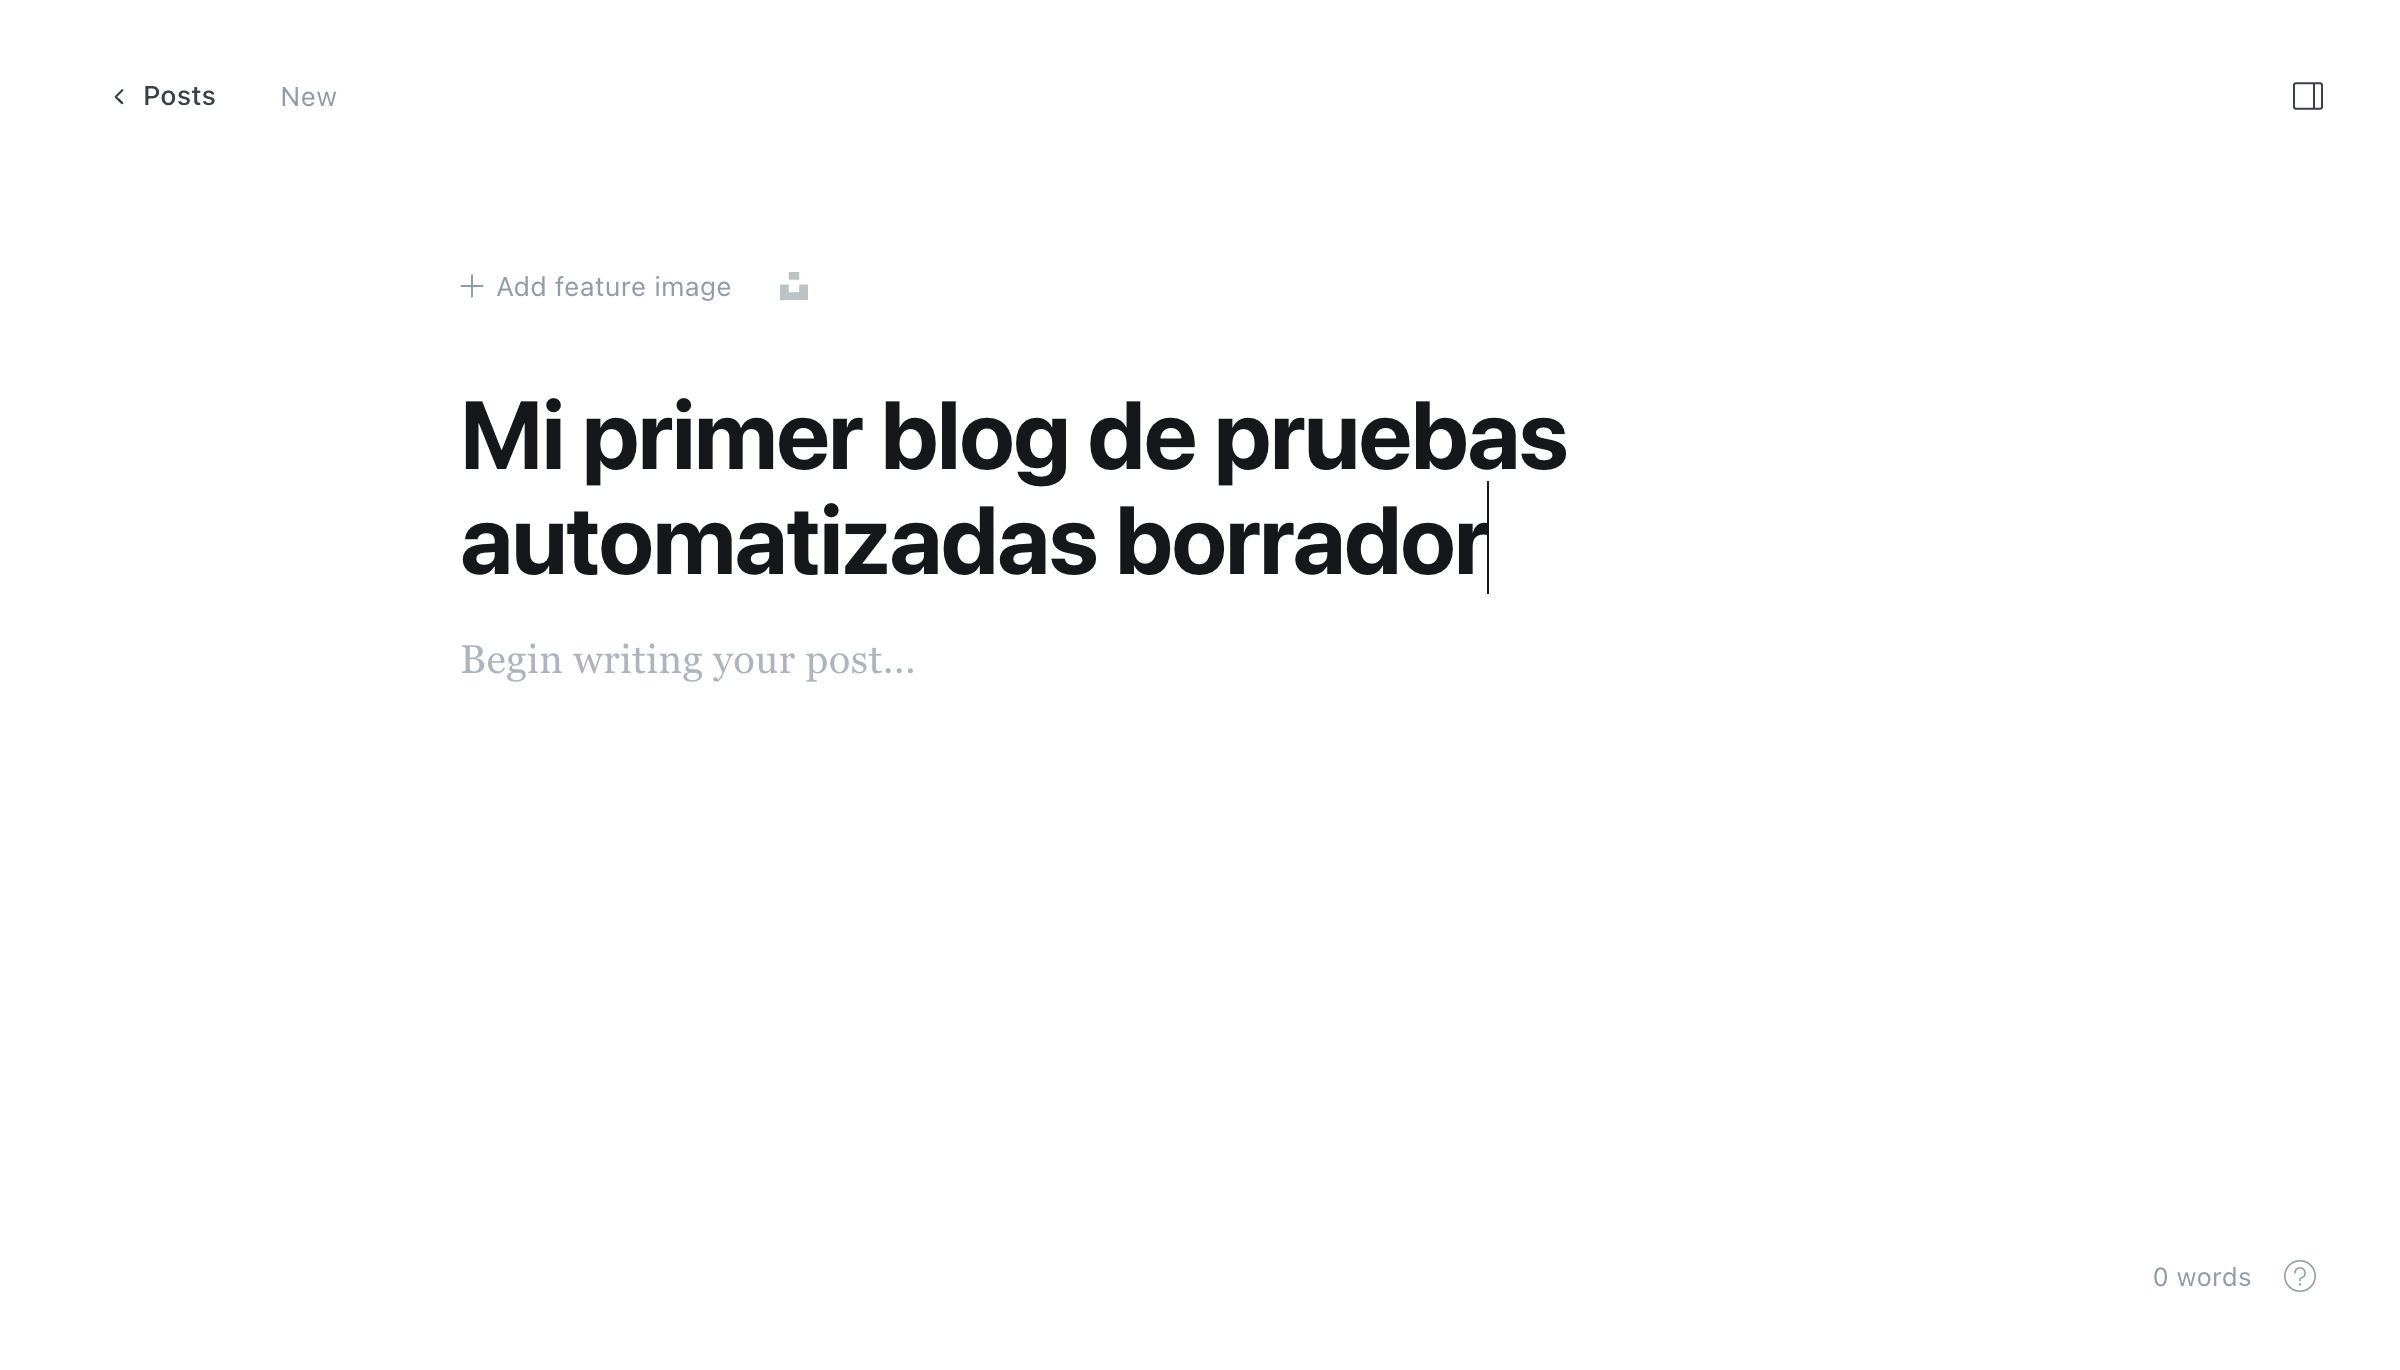 Posts New
Add feature image
Mi primer blog de pruebas
automatizadas borrador
Begin writing your post...
0 words ?